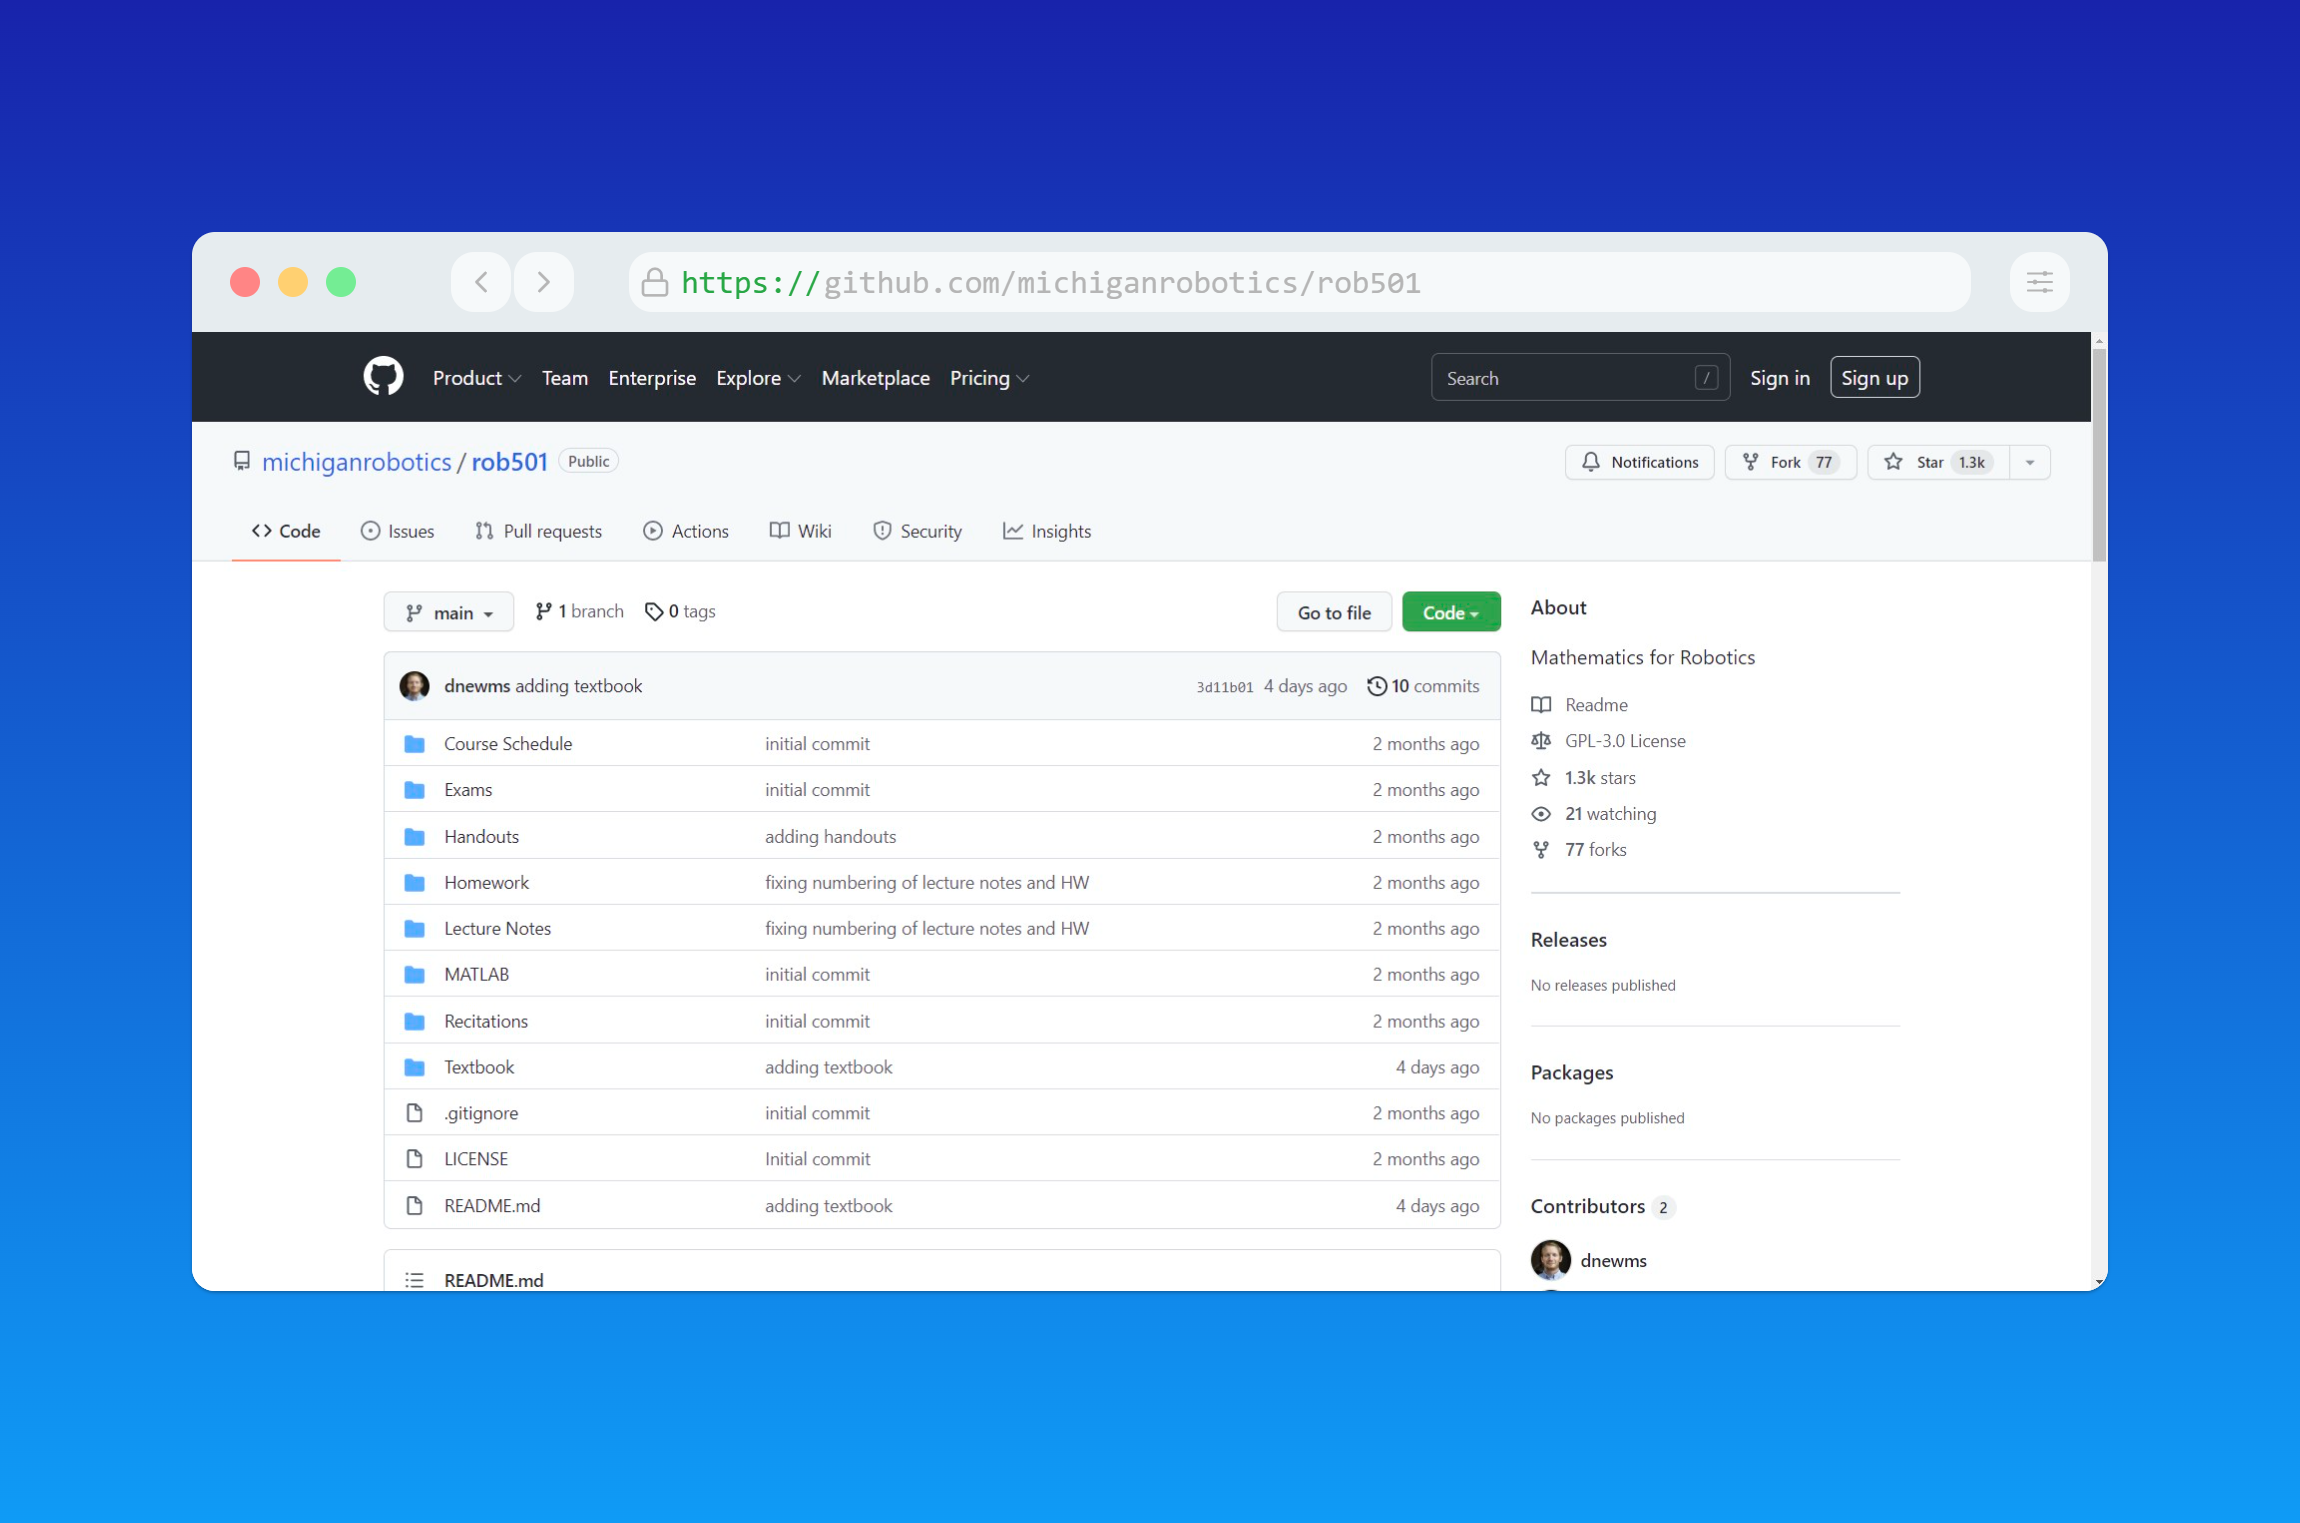 https://github.com/michiganrobotics/rob501
Product Team Enterprise Explore Marketplace Pricing Search / Sign in Sign up
michiganrobotics / rob501 Public Notifications Fork 77 Star 1.3k
Code Issues Pull requests Actions Wiki Security Insights
main 1 branch 0 tags Go to file Code
dnewms adding textbook 3d11b01 4 days ago 10 commits
Course Schedule initial commit 2 months ago
Exams initial commit 2 months ago
Handouts adding handouts 2 months ago
Homework fixing numbering of lecture notes and HW 2 months ago
Lecture Notes fixing numbering of lecture notes and HW 2 months ago
MATLAB initial commit 2 months ago
Recitations initial commit 2 months ago
Textbook adding textbook 4 days ago
.gitignore initial commit 2 months ago
LICENSE Initial commit 2 months ago
README.md adding textbook 4 days ago
README.md
About
Mathematics for Robotics
Readme
GPL-3.0 License
1.3k stars
21 watching
77 forks
Releases
No releases published
Packages
No packages published
Contributors 2
dnewms